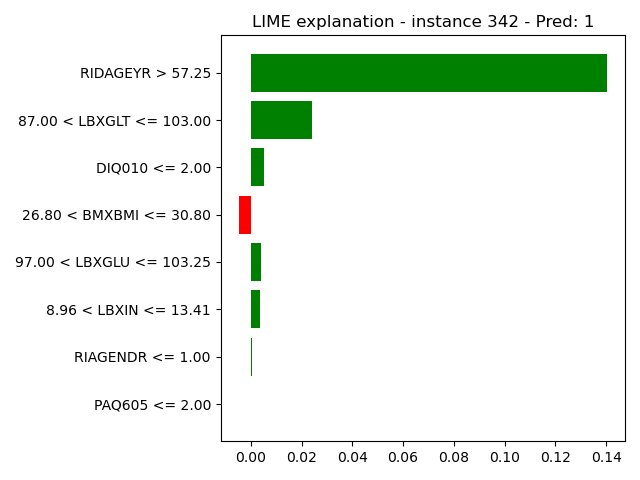 LIME explanation - instance 342 - Pred: 1
RIDAGEYR > 57.25
87.00 < LBXGLT <= 103.00
DIQ010 <= 2.00
26.80 < BMXBMI <= 30.80
97.00 < LBXGLU <= 103.25
8.96 < LBXIN <= 13.41
RIAGENDR <= 1.00
PAQ605 <= 2.00
0.00 0.02 0.04 0.06 0.08 0.10 0.12 0.14